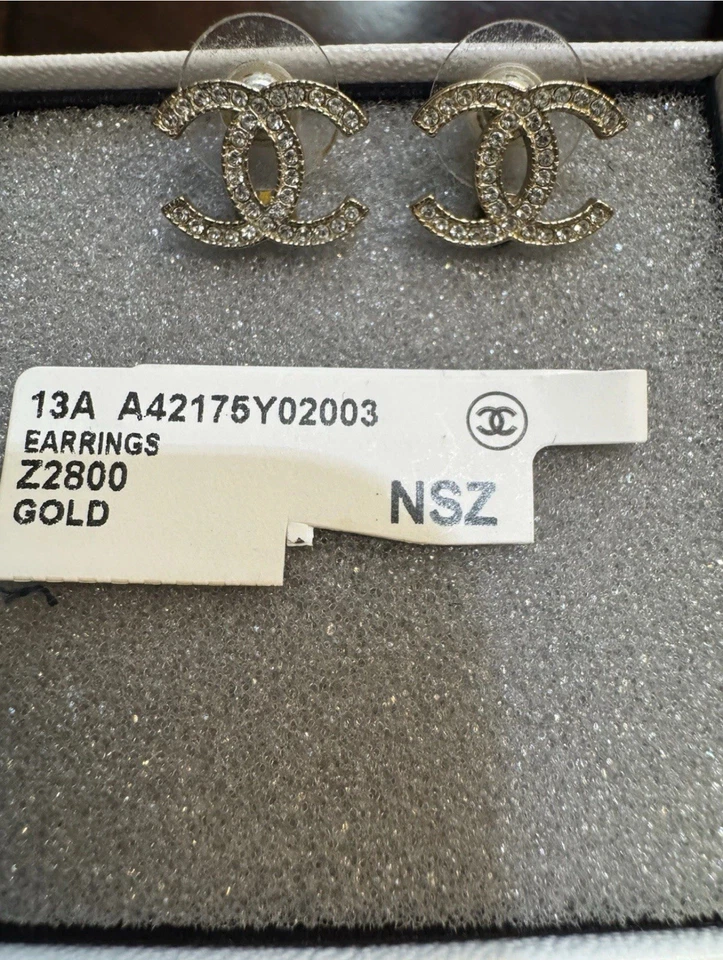 13A A42175Y02003
EARRINGS
Z2800
GOLD
NSZ